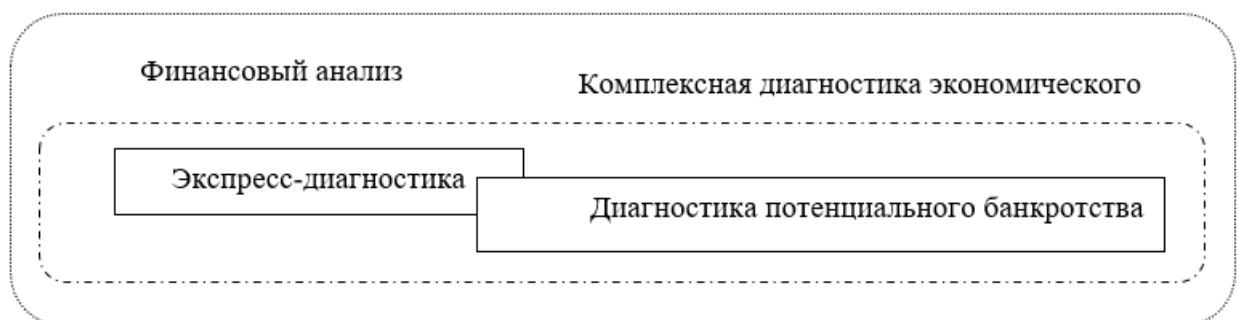 Финансовый анализ
Комплексная диагностика экономического
Экспресс-диагностика
Диагностика потенциального банкротства